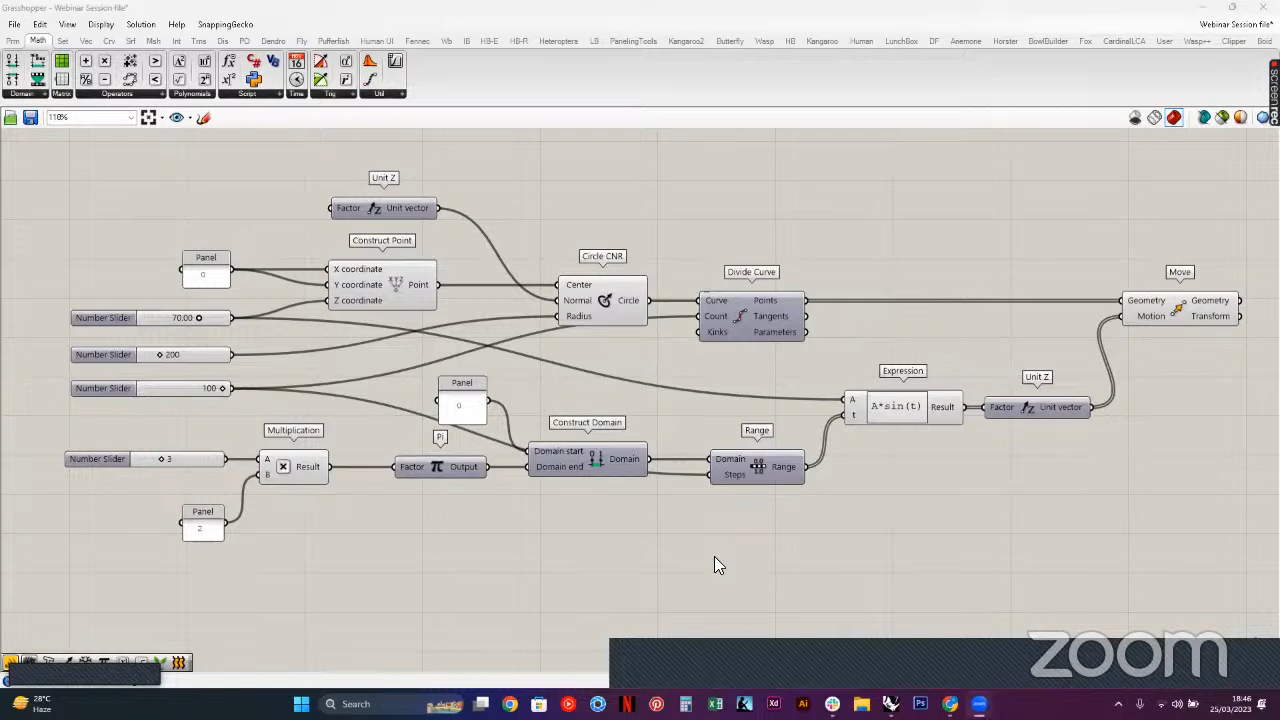 Grasshopper - Webinar Session file*
File Edit View Display Solution Help SnappingGecko
Webinar Session file*
Prm Math Set Vec Crv Srf Msh Int Trns Dis PO Dendro Fly Pufferfish Human UI Fennec Wb IB HB-E HB-R Heteroptera LB PanelingTools Kangaroo2 Butterfly Wasp HB Kangaroo Human LunchBox DF Anemone Horster BowlBuilder Fox CardinalLCA User Wasp++ Clipper Boid
Domain Matrix Operators Polynomials Script Time Trig Util
SCREENREC
118%
Unit Z
Factor Unit vector
Construct Point
X coordinate
Y coordinate
Z coordinate
Point
Panel
0
Circle CNR
Center
Normal
Radius
Circle
Divide Curve
Curve Points
Count Tangents
Kinks Parameters
Move
Geometry Geometry
Motion Transform
Number Slider 70.00
Number Slider 200
Number Slider 100
Panel
0
Expression
A
t
A*sin(t)
Result
Unit Z
Factor Unit vector
Multiplication
A
B
Result
Pi
Factor π Output
Construct Domain
Domain start
Domain end
Domain
Range
Domain
Steps
Range
Number Slider 3
Panel
2
zoom
28°C
Haze
Search
18:46
25/03/2023